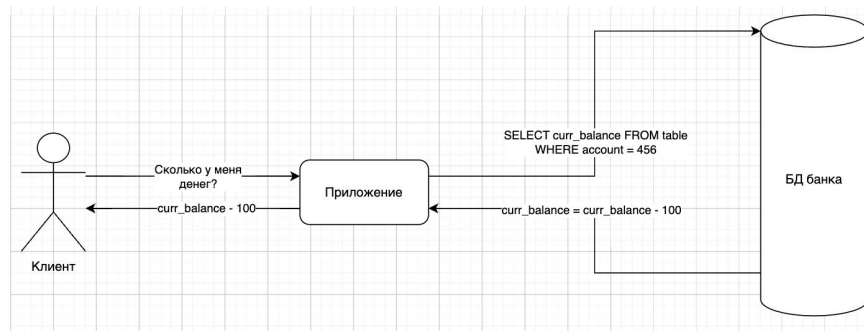 SELECT curr_balance FROM table
WHERE account = 456
Сколько у меня
денег?
Приложение
БД банка
curr_balance - 100
curr_balance = curr_balance - 100
Клиент